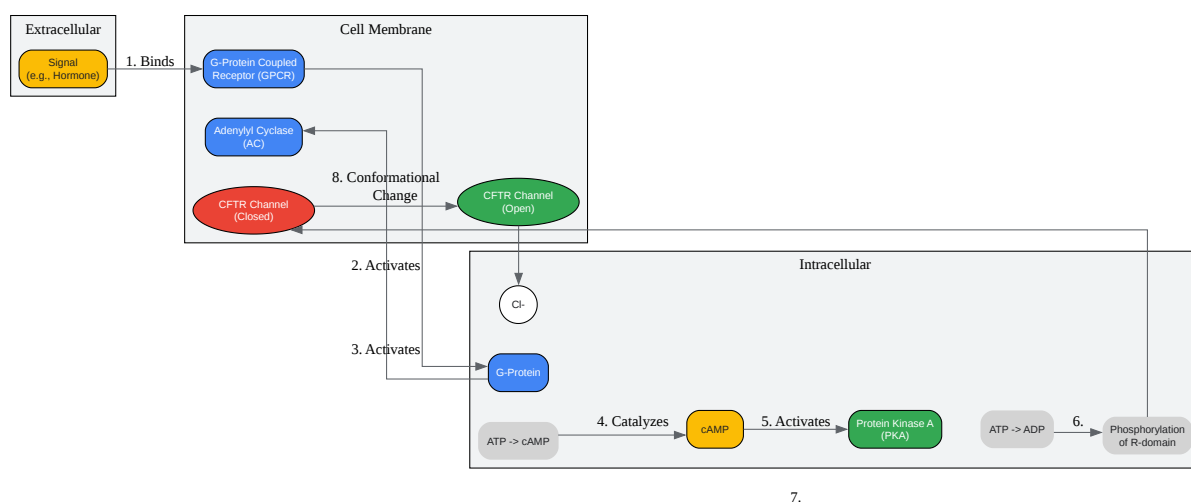 Extracellular
Signal
(e.g., Hormone)
1. Binds
Cell Membrane
G-Protein Coupled
Receptor (GPCR)
Adenylyl Cyclase
(AC)
8. Conformational
Change
CFTR Channel
(Closed)
CFTR Channel
(Open)
2. Activates
3. Activates
Intracellular
Cl-
G-Protein
ATP -> cAMP
4. Catalyzes
cAMP
5. Activates
Protein Kinase A
(PKA)
ATP -> ADP
6.
Phosphorylation
of R-domain
7.